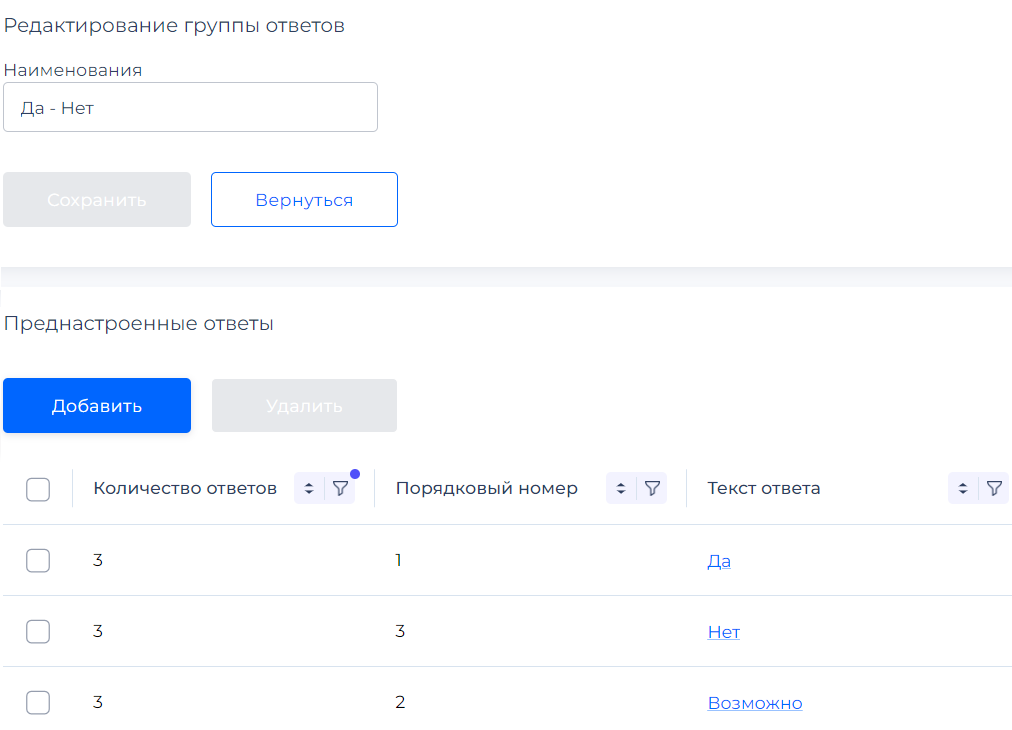 Редактирование группы ответов
Наименования
Да - Нет
Сохранить Вернуться
Преднастроенные ответы
Добавить Удалить
Количество ответов Порядковый номер Текст ответа
3 1 Да
3 3 Нет
3 2 Возможно